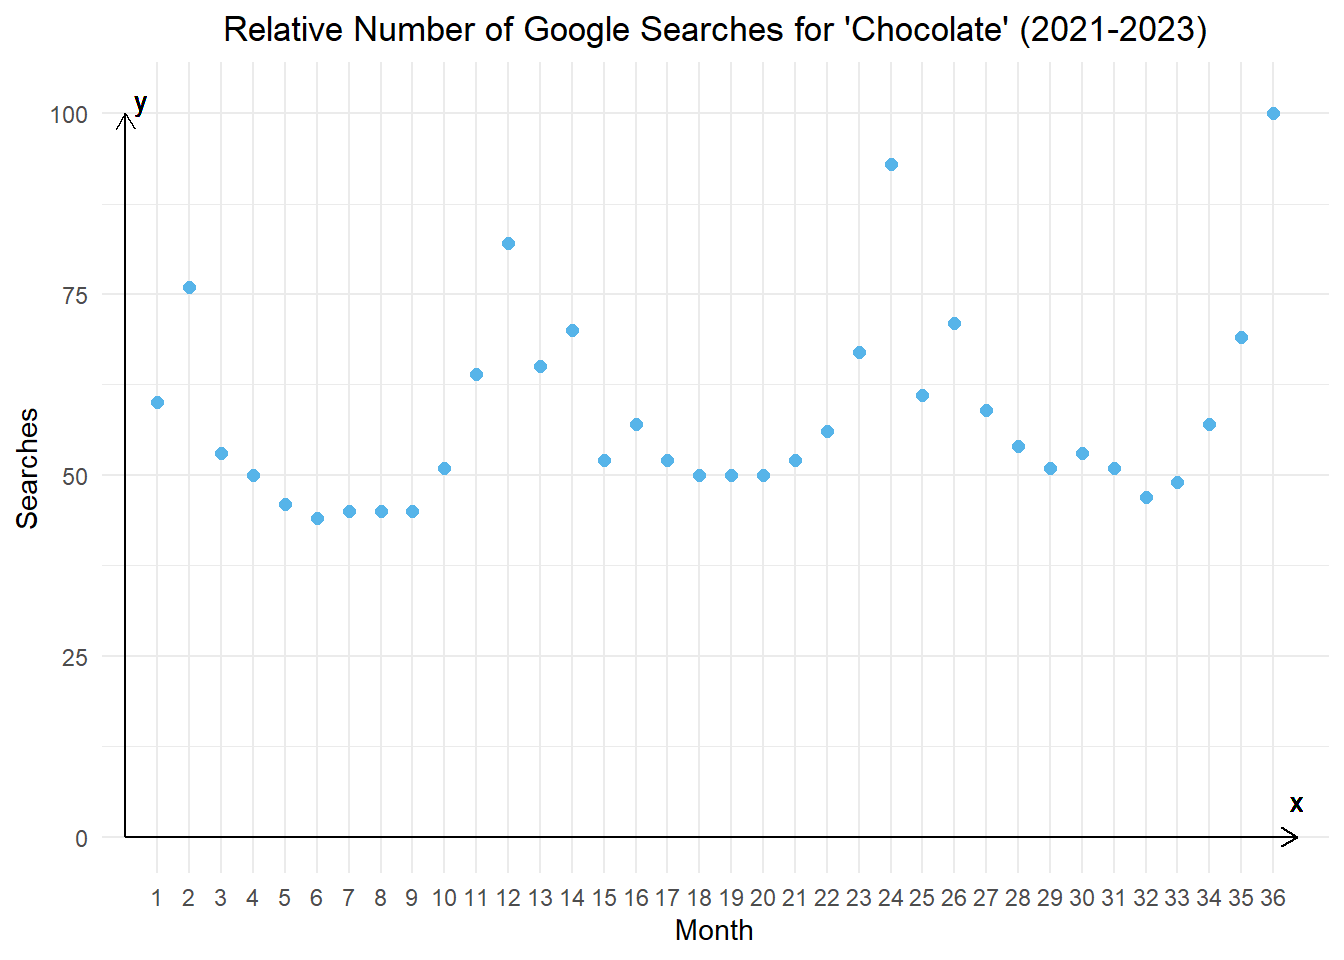 Relative Number of Google Searches for 'Chocolate' (2021-2023)
y
100
75
50
25
0
Searches
x
1 2 3 4 5 6 7 8 9 10 11 12 13 14 15 16 17 18 19 20 21 22 23 24 25 26 27 28 29 30 31 32 33 34 35 36
Month